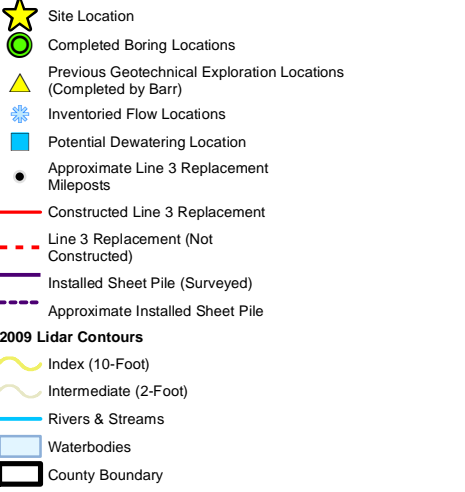 Site Location
Completed Boring Locations
Previous Geotechnical Exploration Locations
(Completed by Barr)
Inventoried Flow Locations
Potential Dewatering Location
Approximate Line 3 Replacement
Mileposts
Constructed Line 3 Replacement
Line 3 Replacement (Not
Constructed)
Installed Sheet Pile (Surveyed)
Approximate Installed Sheet Pile
2009 Lidar Contours
Index (10-Foot)
Intermediate (2-Foot)
Rivers & Streams
Waterbodies
County Boundary